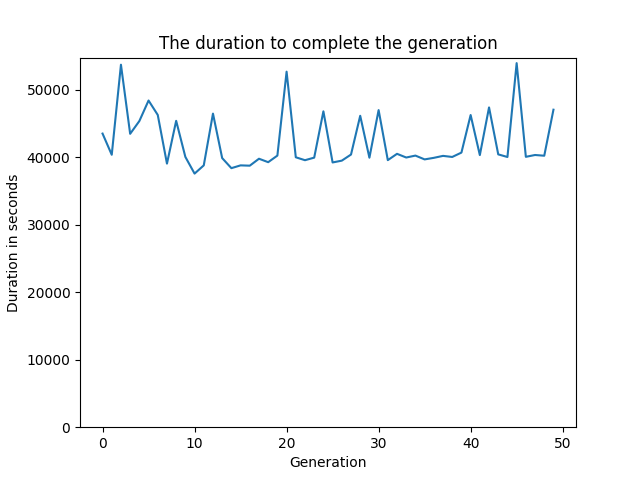 The duration to complete the generation
Duration in seconds
50000
40000
30000
20000
10000
0
0 10 20 30 40 50
Generation